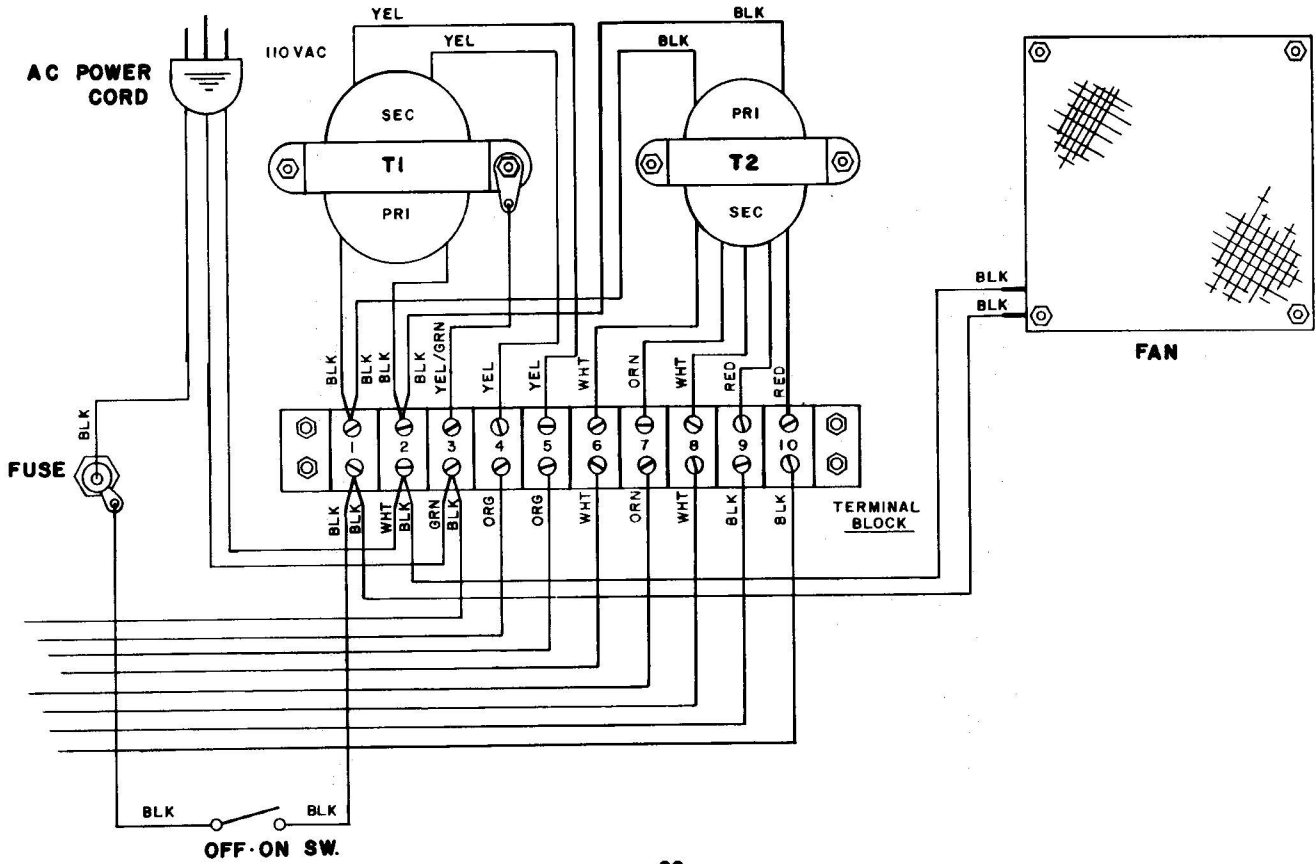 YEL
BLK
110 VAC
YEL
BLK
AC POWER
CORD
SEC
PRI
T1
T2
PRI
SEC
BLK
BLK
FAN
BLK
BLK
BLK
BLK
BLK
YEL/GRN
YEL
YEL
WHT
ORN
WHT
RED
RED
FUSE
1
2
3
4
5
6
7
8
9
10
BLK
BLK
WHT
BLK
GRN
BLK
ORG
ORG
WHT
ORN
WHT
BLK
BLK
TERMINAL
BLOCK
BLK
BLK
OFF·ON SW.